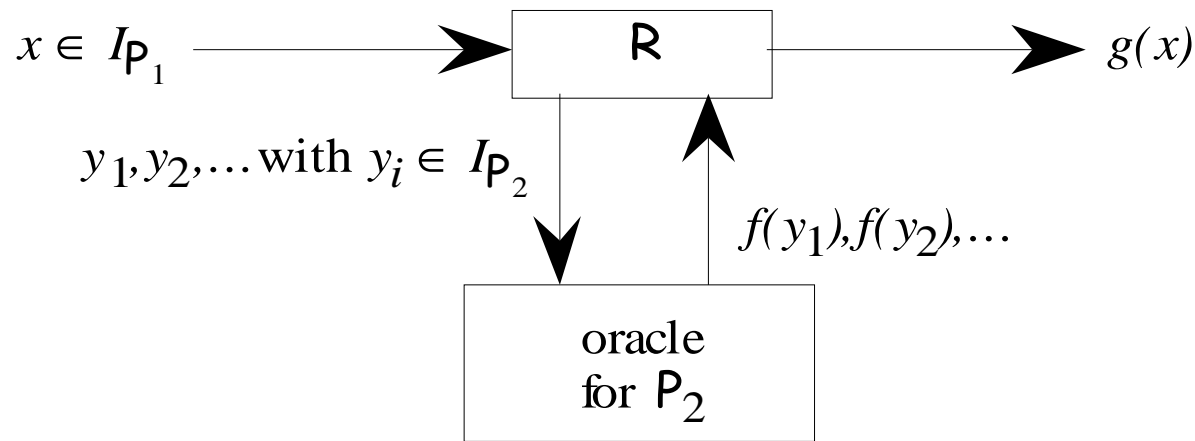 x ∈ I_P₁
R
g(x)
y₁,y₂,… with yᵢ ∈ I_P₂
f(y₁),f(y₂),…
oracle
for P₂